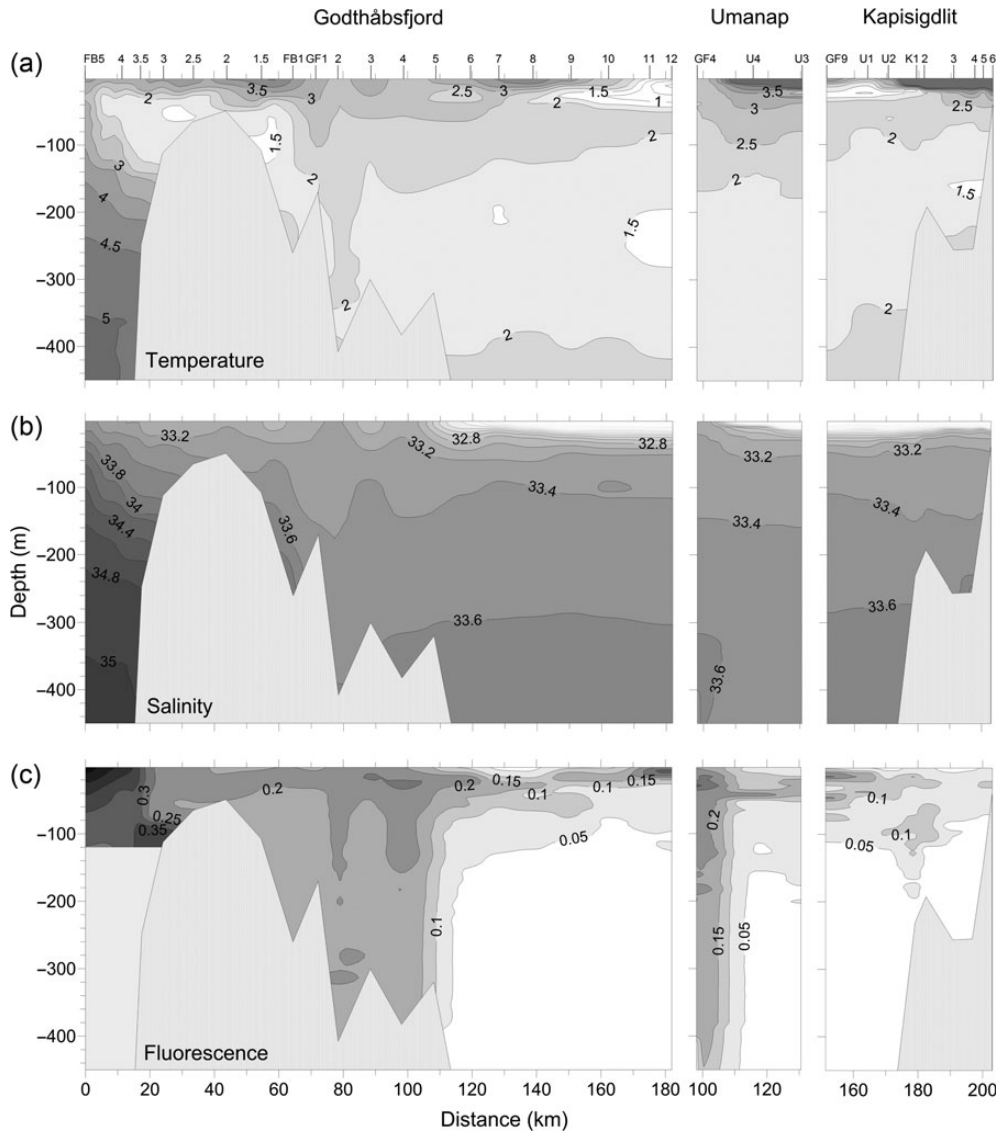 Godthåbsfjord Umanap Kapisigdlit
(a)
FB5 4 3.5 3 2.5 2 1.5 FB1 GF1 2 3 4 5 6 7 8 9 10 11 12 GF4 U4 U3 GF9 U1 U2 K1 2 3 4 5 6
2 3.5 3 2.5 3 2 1.5 1 3.5 3 2.5
−100 1.5 2 2.5 2
3 2 2 1.5
−200 4 1.5
4.5
−300 2 2
5 2
−400
Temperature
(b)
33.2 33.2 32.8 32.8 33.2 33.2
−100 33.8 34 33.4 33.4 33.4
34.4 33.6
−200 34.8
Depth (m)
−300 33.6 33.6
35 33.6
−400
Salinity
(c)
0.3 0.2 0.2 0.15 0.1 0.1 0.15 0.2 0.1
0.25
−100 0.35 0.05 0.1 0.05
−200 0.1 0.15 0.05
−300
−400
Fluorescence
0 20 40 60 80 100 120 140 160 180 100 120 160 180 200
Distance (km)